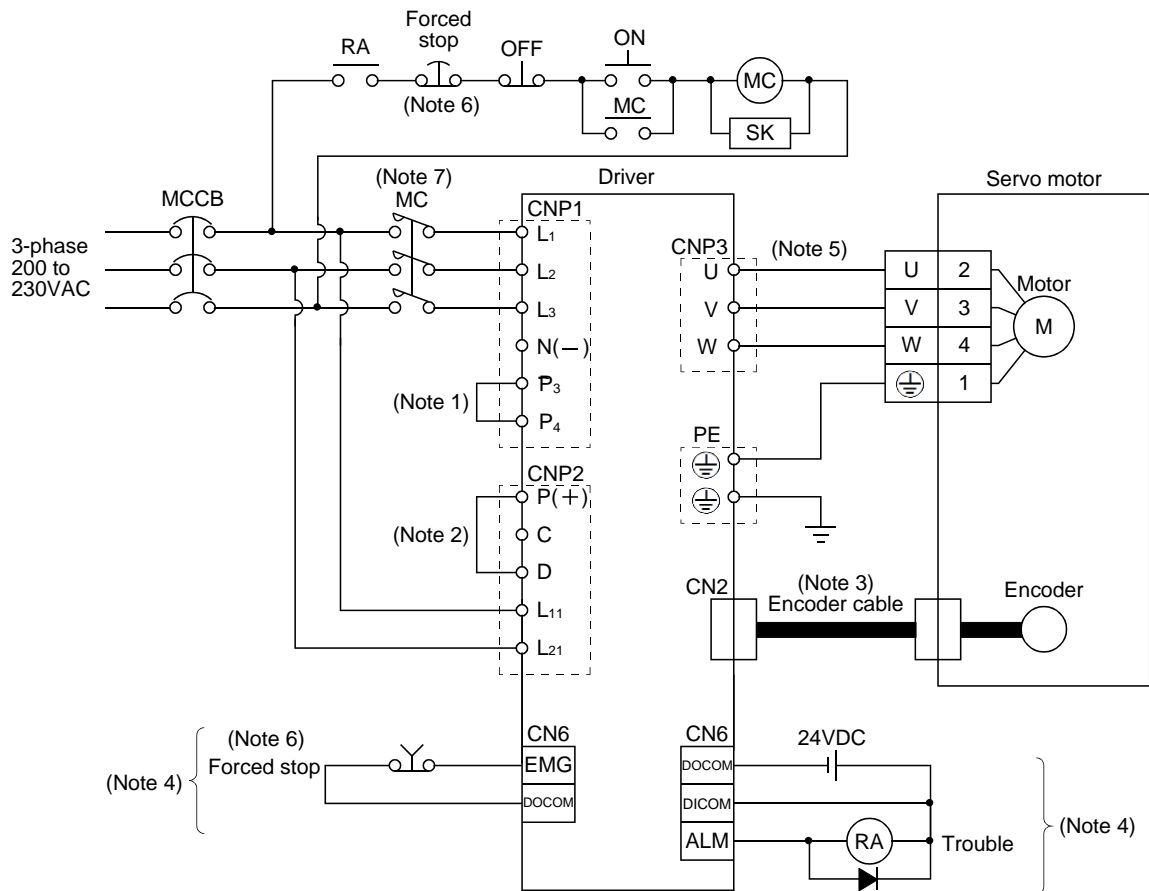 Forced
stop
RA
OFF
ON
(Note 6)
MC
MC
SK
(Note 7)
MC
MCCB
Driver
Servo motor
CNP1
3-phase
200 to
230VAC
L1
L2
L3
N(—)
P3
P4
(Note 1)
CNP3
U
V
W
(Note 5)
U 2
V 3
W 4
1
Motor
M
PE
CNP2
P(+)
C
D
L11
L21
(Note 2)
CN2
(Note 3)
Encoder cable
Encoder
(Note 4)
(Note 6)
Forced stop
CN6
EMG
DOCOM
CN6
DOCOM
DICOM
ALM
24VDC
RA
Trouble
(Note 4)